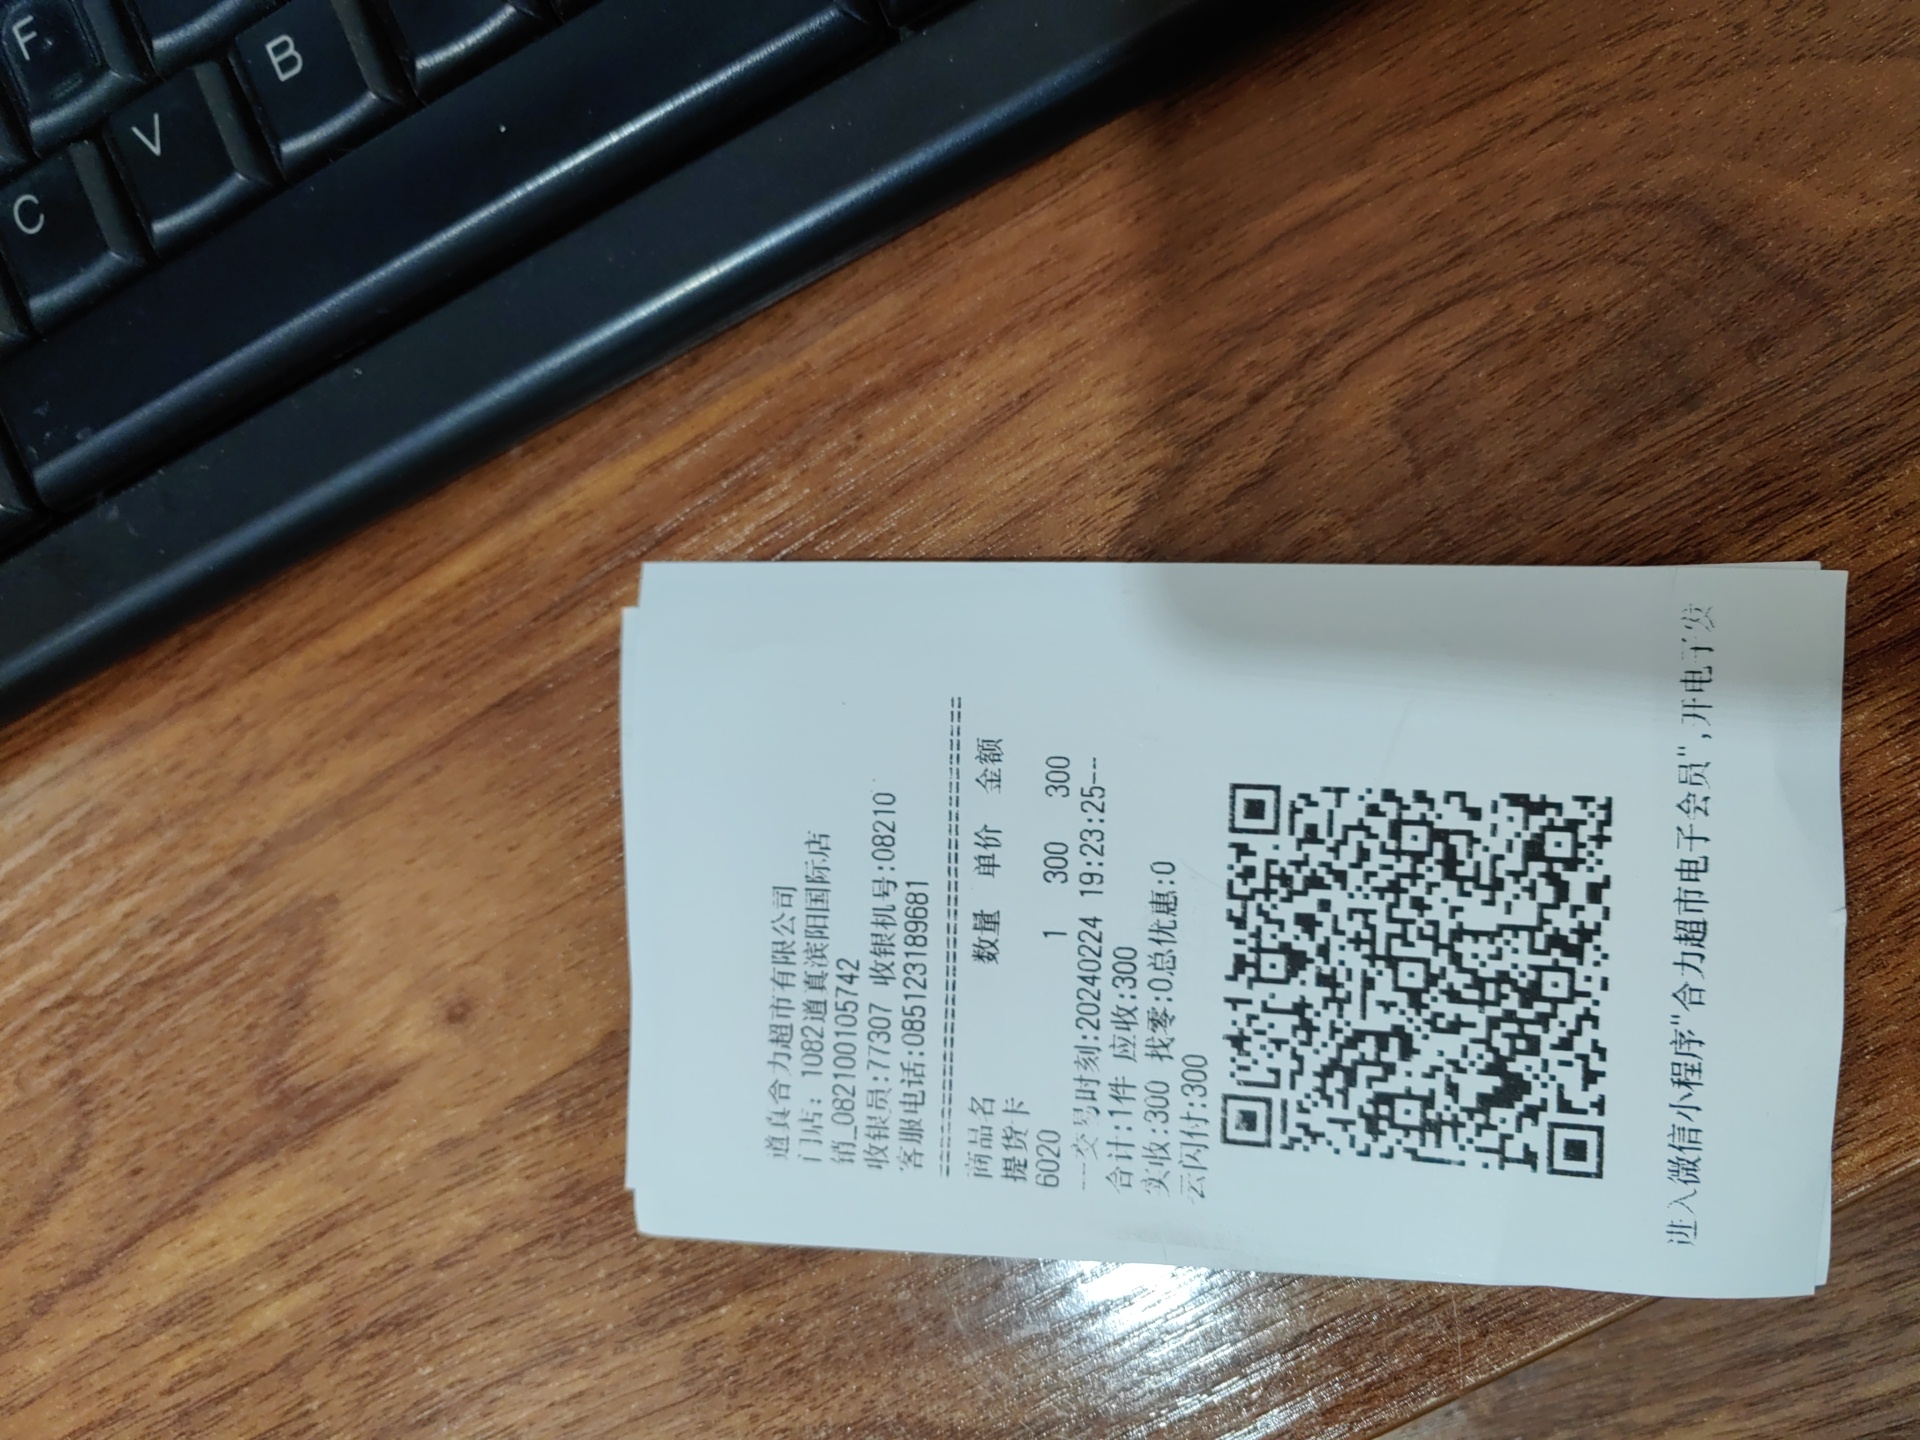 F
B
V
C
道真合力超市有限公司
门店: 1082道真滨阳国际店
销_082100105742
收银员:77307 收银机号:08210
客服电话:085123189681
商品名 数量 单价 金额
提货卡
6020 1 300 300
---交易时刻:20240224 19:23:25--
合计:1件 应收:300
实收:300 找零:0总优惠:0
云闪付:300
进入微信小程序"合力超市电子会员",开电子发